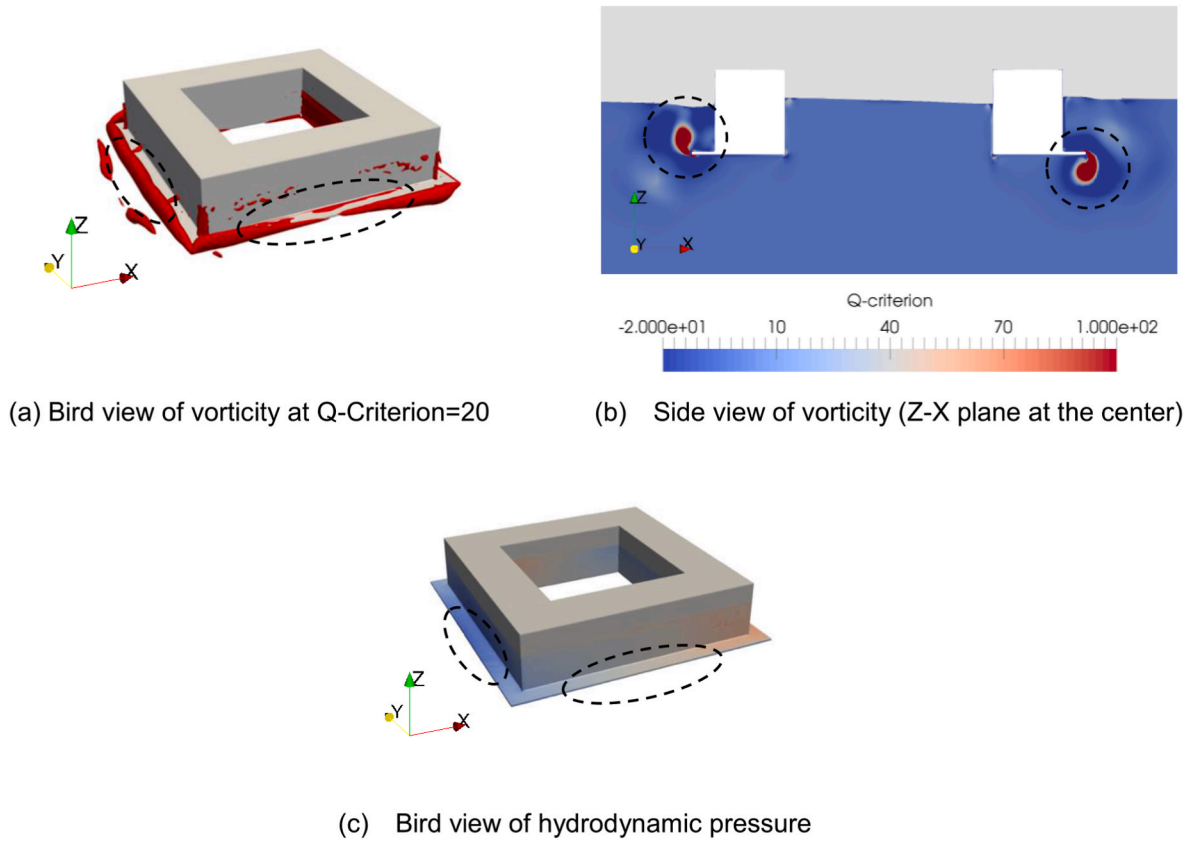 Z
Y
X
Z
Y
X
Q-criterion
-2.000e+01 10 40 70 1.000e+02
(a) Bird view of vorticity at Q-Criterion=20
(b) Side view of vorticity (Z-X plane at the center)
Z
Y
X
(c) Bird view of hydrodynamic pressure